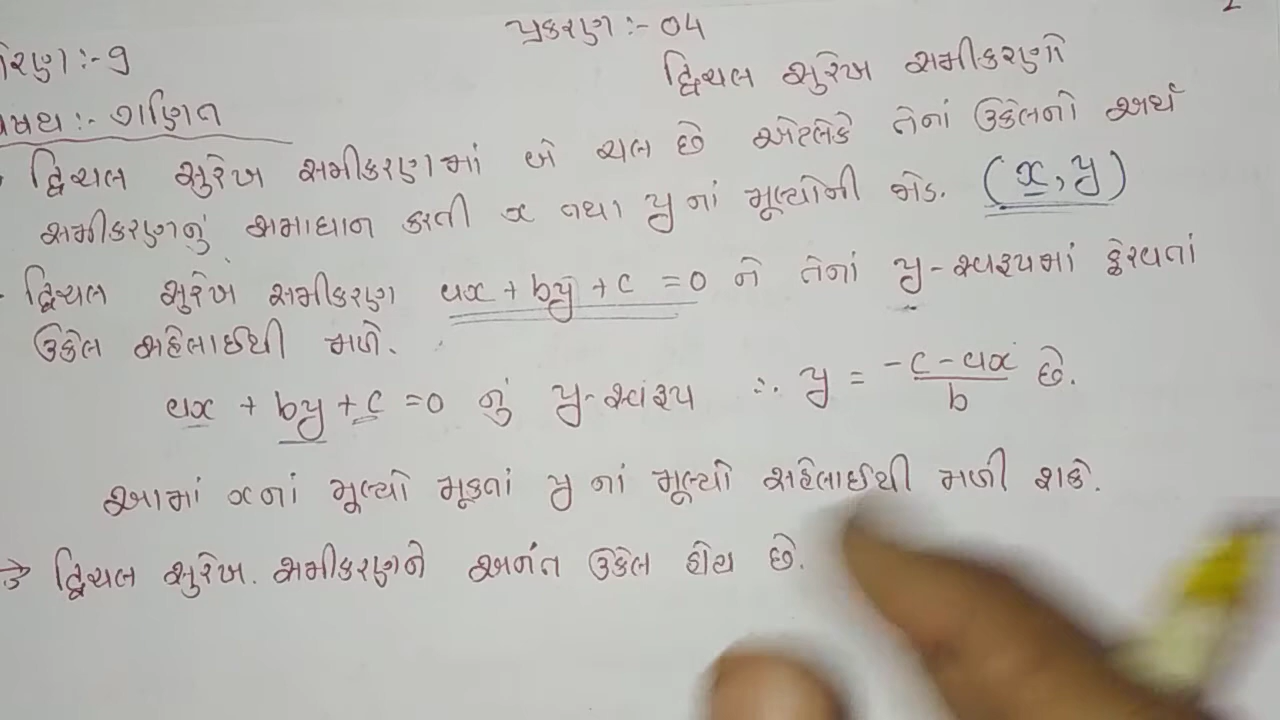 પ્રકરણ :- 04
ધોરણ :- 9
દ્વિચલ સુરેખ સમીકરણો
વિષય :- ગણિત
દ્વિચલ સુરેખ સમીકરણમાં બે ચલ છે એટલેકે તેનાં ઉકેલનો અર્થ
સમીકરણનું સમાધાન કરતી x તથા y નાં મૂલ્યોની જોડ. (x, y)
દ્વિચલ સુરેખ સમીકરણ ax + by + c = 0 ને તેનાં y-સ્વરૂપમાં ફેરવતાં
ઉકેલ સહેલાઈથી મળે.
ax + by + c = 0 નું y-સ્વરૂપ ∴ y = (-c - ax)/b છે.
આમાં x નાં મૂલ્યો મૂકતાં y નાં મૂલ્યો સહેલાઈથી મળી શકે.
⇒ દ્વિચલ સુરેખ. સમીકરણને અનંત ઉકેલ હોય છે.